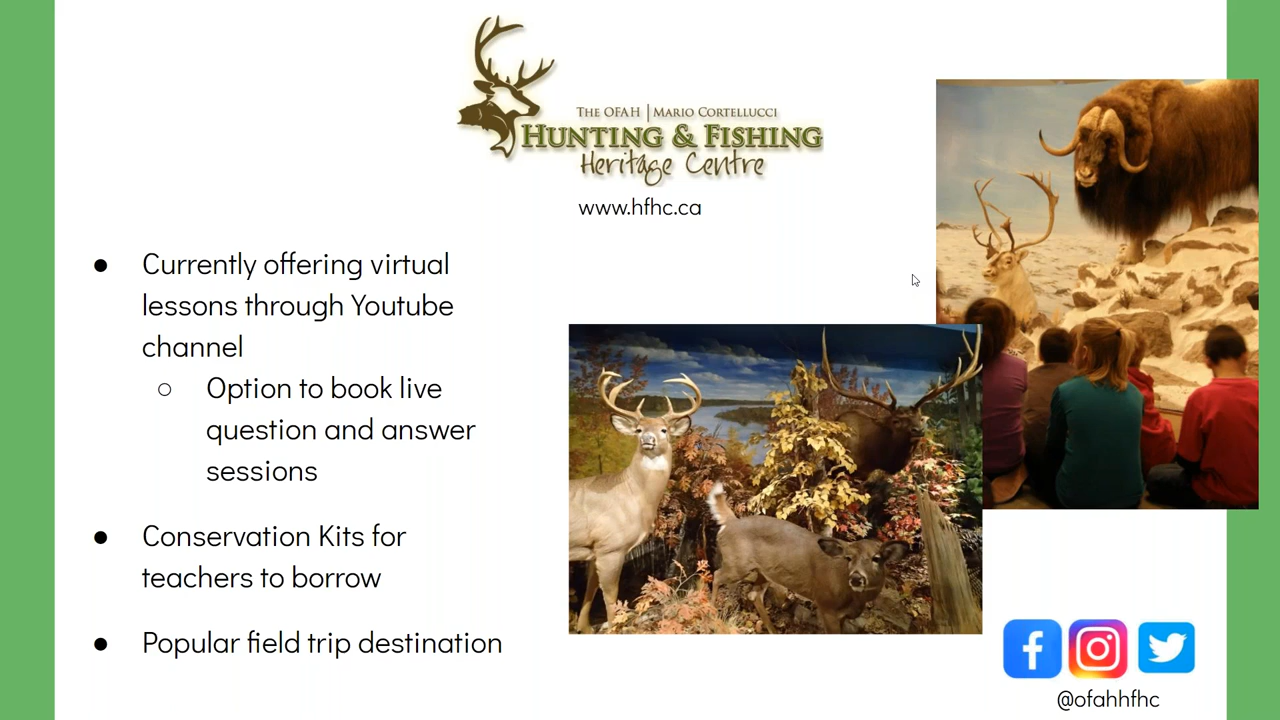 THE OFAH | MARIO CORTELLUCCI
HUNTING & FISHING
Heritage Centre
www.hfhc.ca
● Currently offering virtual
lessons through Youtube
channel
○ Option to book live
question and answer
sessions
● Conservation Kits for
teachers to borrow
● Popular field trip destination
@ofahhfhc